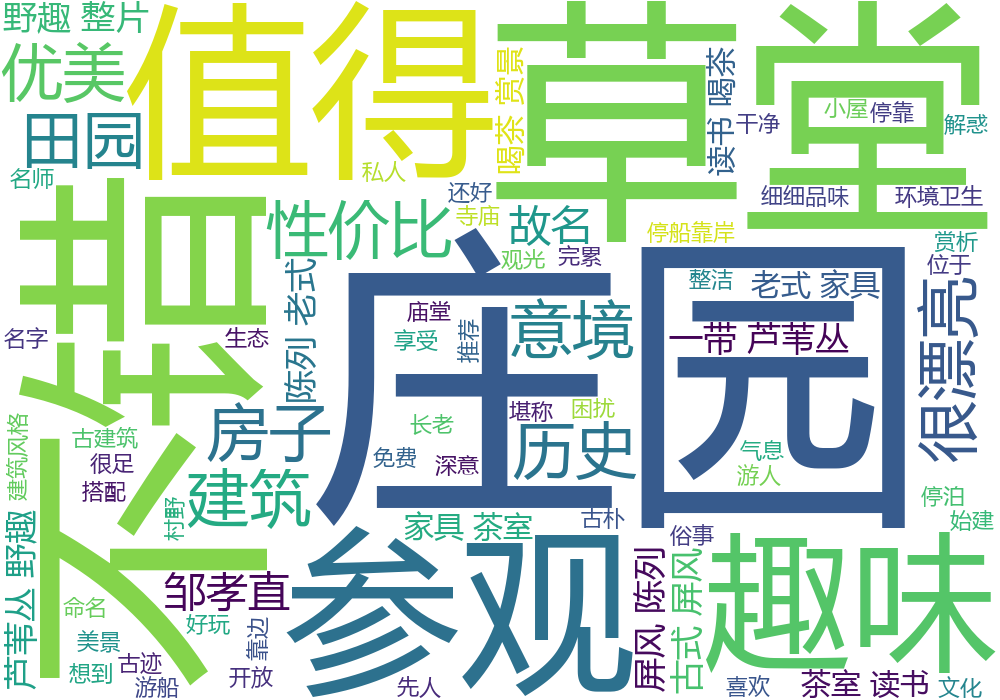 野趣 整片
值得
草堂
优美
喝茶 赏景
读书 喝茶
小屋
停靠
干净
解惑
田园
名师
私人
还好
细细品味
环境卫生
不错
性价比
寺庙
故名
停船靠岸
赏析
观光
完累
位于
庄园
整洁
老式 家具
陈列 老式
很漂亮
庙堂
意境
名字
生态
享受
推荐
一带 芦苇丛
房子
长老
堪称
困扰
建筑风格
古建筑
历史
很足
免费
深意
气息
游人
搭配
建筑
村野
停泊
始建
家具 茶室
古朴
芦苇丛 野趣
参观
俗事
趣味
屏风 陈列
古式 屏风
邹孝直
命名
好玩
靠边
美景
古迹
想到
游船
开放
先人
喜欢
茶室 读书
文化